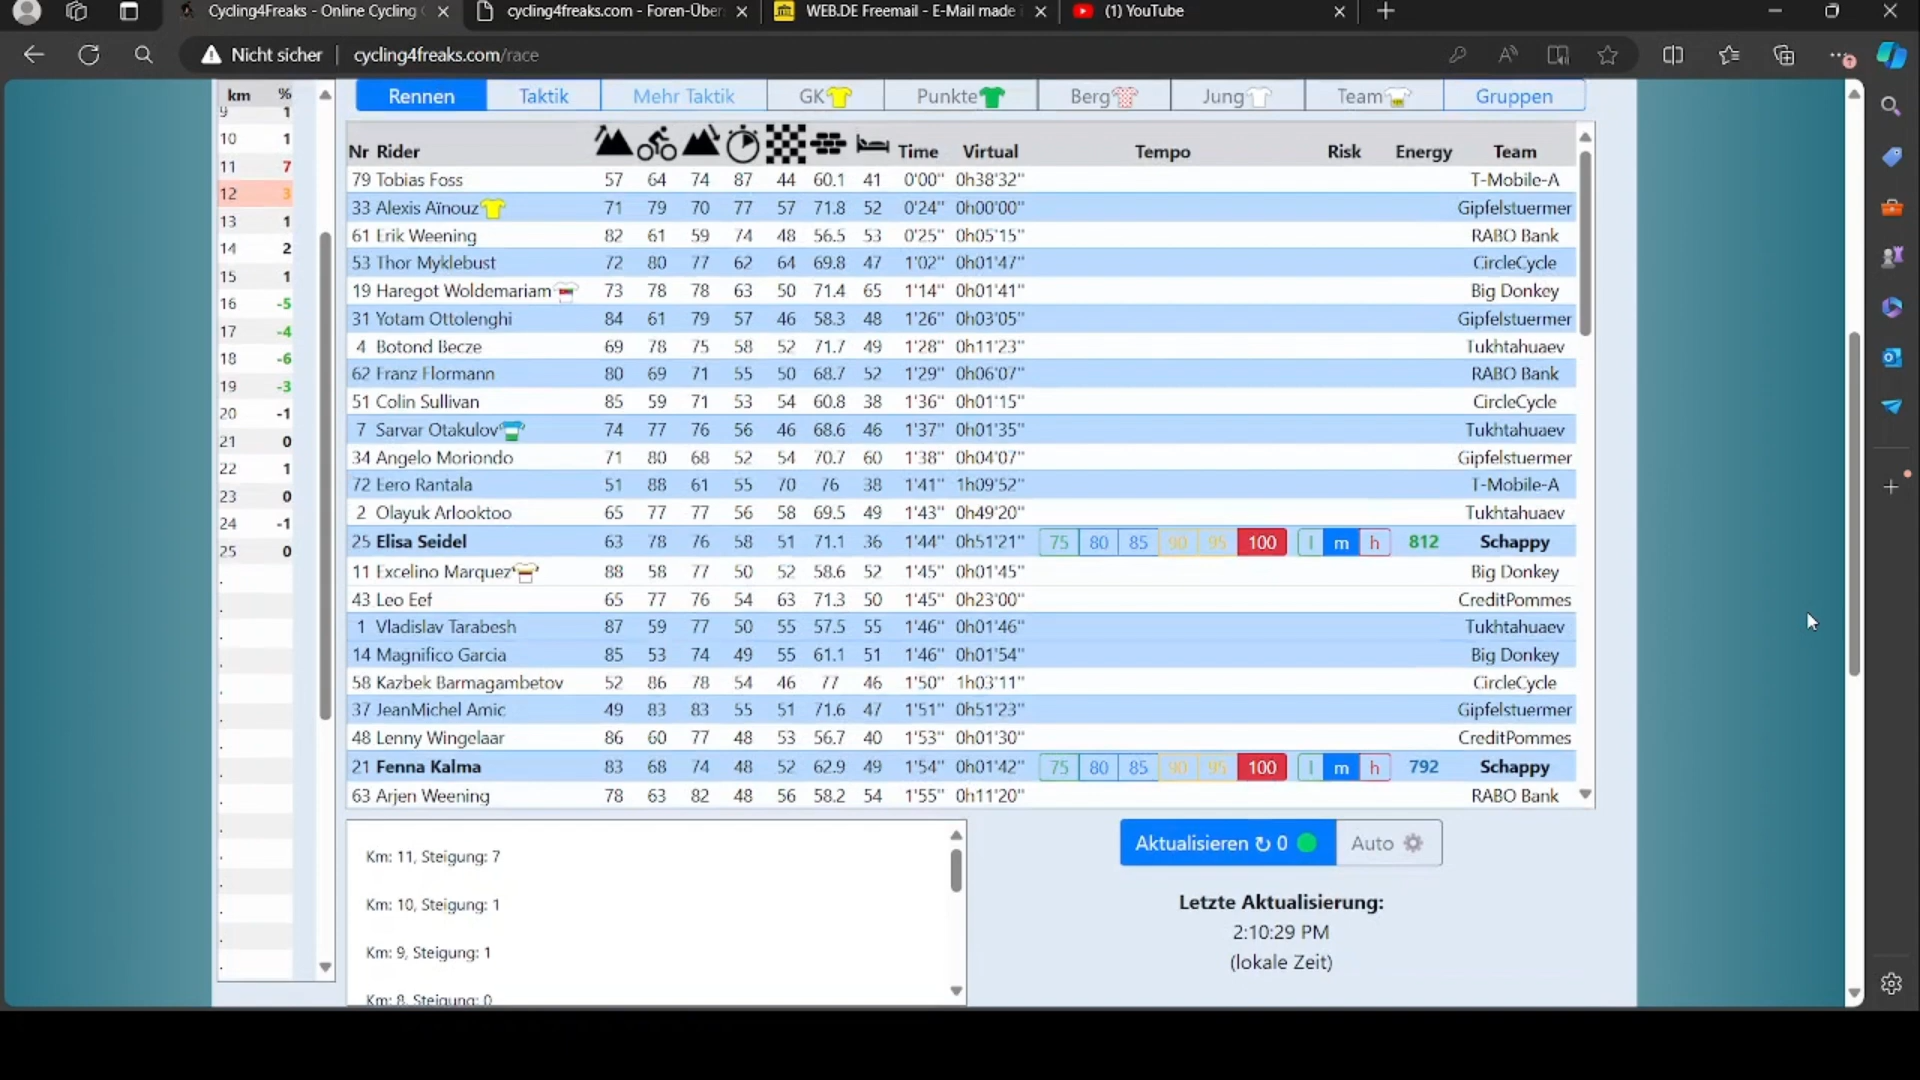 Cycling4Freaks - Online Cycling
cycling4freaks.com - Foren-Über
WEB.DE Freemail - E-Mail made
(1) YouTube
Nicht sicher
cycling4freaks.com/race
km %
9 1
10 1
11 7
12 3
13 1
14 2
15 1
16 -5
17 -4
18 -6
19 -3
20 -1
21 0
22 1
23 0
24 -1
25 0
Rennen Taktik Mehr Taktik GK Punkte Berg Jung Team Gruppen
Nr Rider Time Virtual Tempo Risk Energy Team
79 Tobias Foss 57 64 74 87 44 60.1 41 0'00" 0h38'32" T-Mobile-A
33 Alexis Aïnouz 71 79 70 77 57 71.8 52 0'24" 0h00'00" Gipfelstuermer
61 Erik Weening 82 61 59 74 48 56.5 53 0'25" 0h05'15" RABO Bank
53 Thor Myklebust 72 80 77 62 64 69.8 47 1'02" 0h01'47" CircleCycle
19 Haregot Woldemariam 73 78 78 63 50 71.4 65 1'14" 0h01'41" Big Donkey
31 Yotam Ottolenghi 84 61 79 57 46 58.3 48 1'26" 0h03'05" Gipfelstuermer
4 Botond Becze 69 78 75 58 52 71.7 49 1'28" 0h11'23" Tukhtahuaev
62 Franz Flormann 80 69 71 55 50 68.7 52 1'29" 0h06'07" RABO Bank
51 Colin Sullivan 85 59 71 53 54 60.8 38 1'36" 0h01'15" CircleCycle
7 Sarvar Otakulov 74 77 76 56 46 68.6 46 1'37" 0h01'35" Tukhtahuaev
34 Angelo Moriondo 71 80 68 52 54 70.7 60 1'38" 0h04'07" Gipfelstuermer
72 Eero Rantala 51 88 61 55 70 76 38 1'41" 1h09'52" T-Mobile-A
2 Olayuk Arlooktoo 65 77 77 56 58 69.5 49 1'43" 0h49'20" Tukhtahuaev
25 Elisa Seidel 63 78 76 58 51 71.1 36 1'44" 0h51'21" 75 80 85 90 95 100 l m h 812 Schappy
11 Excelino Marquez 88 58 77 50 52 58.6 52 1'45" 0h01'45" Big Donkey
43 Leo Eef 65 77 76 54 63 71.3 50 1'45" 0h23'00" CreditPommes
1 Vladislav Tarabesh 87 59 77 50 55 57.5 55 1'46" 0h01'46" Tukhtahuaev
14 Magnifico Garcia 85 53 74 49 55 61.1 51 1'46" 0h01'54" Big Donkey
58 Kazbek Barmagambetov 52 86 78 54 46 77 46 1'50" 1h03'11" CircleCycle
37 JeanMichel Amic 49 83 83 55 51 71.6 47 1'51" 0h51'23" Gipfelstuermer
48 Lenny Wingelaar 86 60 77 48 53 56.7 40 1'53" 0h01'30" CreditPommes
21 Fenna Kalma 83 68 74 48 52 62.9 49 1'54" 0h01'42" 75 80 85 90 95 100 l m h 792 Schappy
63 Arjen Weening 78 63 82 48 56 58.2 54 1'55" 0h11'20" RABO Bank
Km: 11, Steigung: 7
Km: 10, Steigung: 1
Km: 9, Steigung: 1
Km: 8, Steigung: 0
Aktualisieren ↻ 0
Auto
Letzte Aktualisierung:
2:10:29 PM
(lokale Zeit)